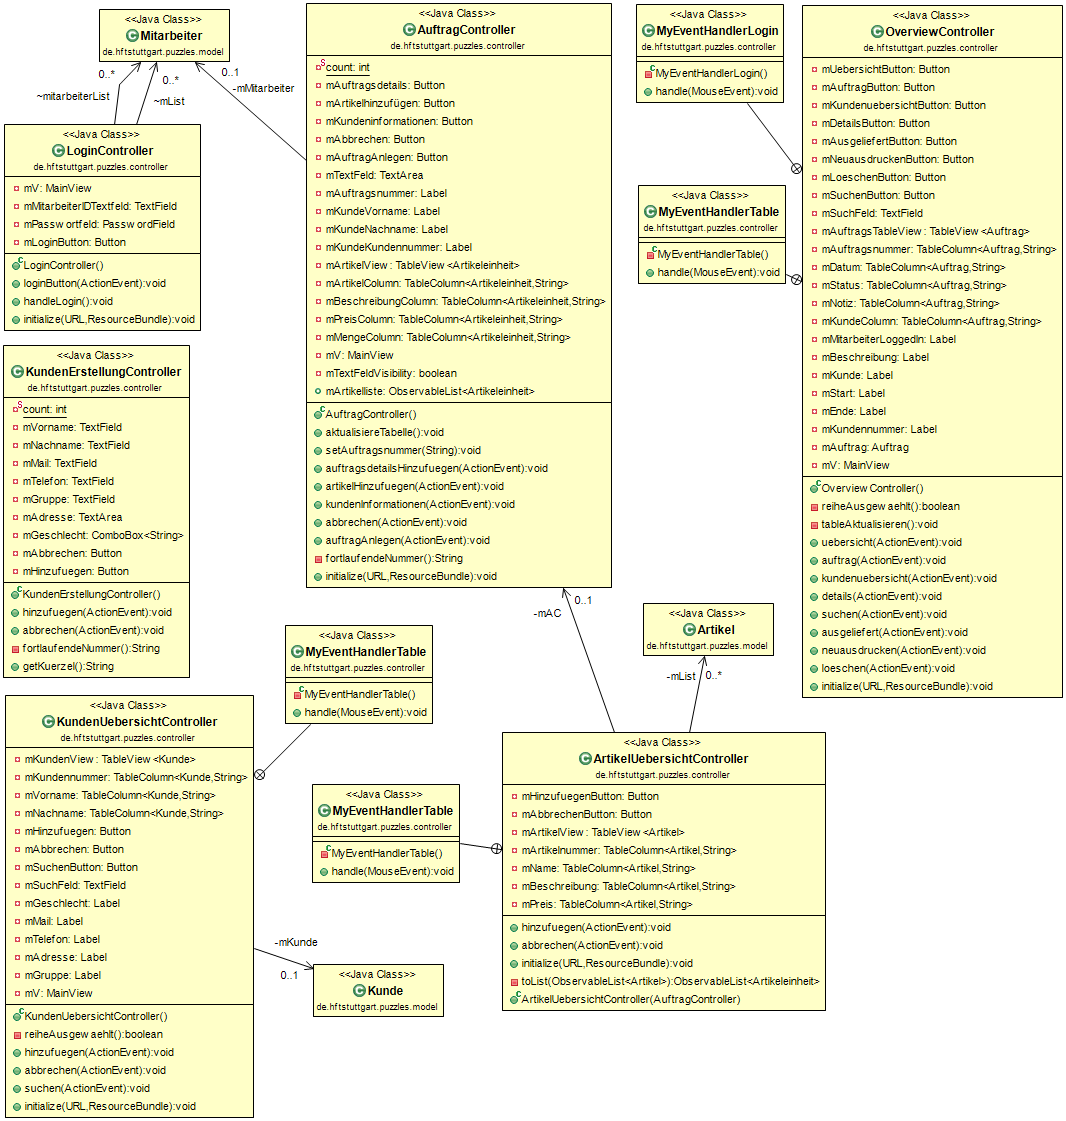 <<Java Class>>
Mitarbeiter
de.hftstuttgart.puzzles.model
0..*
0..*
0..1
~mitarbeiterList
~mList
-mMitarbeiter
<<Java Class>>
LoginController
de.hftstuttgart.puzzles.controller
mV: MainView
mMitarbeiterIDTextfeld: TextField
mPasswortfeld: PasswordField
mLoginButton: Button
LoginController()
loginButton(ActionEvent):void
handleLogin():void
initialize(URL,ResourceBundle):void
<<Java Class>>
KundenErstellungController
de.hftstuttgart.puzzles.controller
count: int
mVorname: TextField
mNachname: TextField
mMail: TextField
mTelefon: TextField
mGruppe: TextField
mAdresse: TextArea
mGeschlecht: ComboBox<String>
mAbbrechen: Button
mHinzufuegen: Button
KundenErstellungController()
hinzufuegen(ActionEvent):void
abbrechen(ActionEvent):void
fortlaufendeNummer():String
getKuerzel():String
<<Java Class>>
KundenUebersichtController
de.hftstuttgart.puzzles.controller
mKundenView: TableView<Kunde>
mKundennummer: TableColumn<Kunde,String>
mVorname: TableColumn<Kunde,String>
mNachname: TableColumn<Kunde,String>
mHinzufuegen: Button
mAbbrechen: Button
mSuchenButton: Button
mSuchFeld: TextField
mGeschlecht: Label
mMail: Label
mTelefon: Label
mAdresse: Label
mGruppe: Label
mV: MainView
KundenUebersichtController()
reiheAusgewaehlt():boolean
hinzufuegen(ActionEvent):void
abbrechen(ActionEvent):void
suchen(ActionEvent):void
initialize(URL,ResourceBundle):void
<<Java Class>>
AuftragController
de.hftstuttgart.puzzles.controller
count: int
mAuftragsdetails: Button
mArtikelhinzufügen: Button
mKundeninformationen: Button
mAbbrechen: Button
mAuftragAnlegen: Button
mTextFeld: TextArea
mAuftragsnummer: Label
mKundeVorname: Label
mKundeNachname: Label
mKundeKundennummer: Label
mArtikelView: TableView<Artikeleinheit>
mArtikelColumn: TableColumn<Artikeleinheit,String>
mBeschreibungColumn: TableColumn<Artikeleinheit,String>
mPreisColumn: TableColumn<Artikeleinheit,String>
mMengeColumn: TableColumn<Artikeleinheit,String>
mV: MainView
mTextFeldVisibility: boolean
mArtikelliste: ObservableList<Artikeleinheit>
AuftragController()
aktualisiereTabelle():void
setAuftragsnummer(String):void
auftragsdetailsHinzufuegen(ActionEvent):void
artikelHinzufuegen(ActionEvent):void
kundenInformationen(ActionEvent):void
abbrechen(ActionEvent):void
auftragAnlegen(ActionEvent):void
fortlaufendeNummer():String
initialize(URL,ResourceBundle):void
-mAC
0..1
<<Java Class>>
MyEventHandlerTable
de.hftstuttgart.puzzles.controller
MyEventHandlerTable()
handle(MouseEvent):void
<<Java Class>>
MyEventHandlerTable
de.hftstuttgart.puzzles.controller
MyEventHandlerTable()
handle(MouseEvent):void
-mKunde
0..1
<<Java Class>>
Kunde
de.hftstuttgart.puzzles.model
<<Java Class>>
MyEventHandlerLogin
de.hftstuttgart.puzzles.controller
MyEventHandlerLogin()
handle(MouseEvent):void
<<Java Class>>
MyEventHandlerTable
de.hftstuttgart.puzzles.controller
MyEventHandlerTable()
handle(MouseEvent):void
<<Java Class>>
Artikel
de.hftstuttgart.puzzles.model
-mList
0..*
<<Java Class>>
ArtikelUebersichtController
de.hftstuttgart.puzzles.controller
mHinzufuegenButton: Button
mAbbrechenButton: Button
mArtikelView: TableView<Artikel>
mArtikelnummer: TableColumn<Artikel,String>
mName: TableColumn<Artikel,String>
mBeschreibung: TableColumn<Artikel,String>
mPreis: TableColumn<Artikel,String>
hinzufuegen(ActionEvent):void
abbrechen(ActionEvent):void
initialize(URL,ResourceBundle):void
toList(ObservableList<Artikel>):ObservableList<Artikeleinheit>
ArtikelUebersichtController(AuftragController)
<<Java Class>>
OverviewController
de.hftstuttgart.puzzles.controller
mUebersichtButton: Button
mAuftragButton: Button
mKundenuebersichtButton: Button
mDetailsButton: Button
mAusgeliefertButton: Button
mNeuausdruckenButton: Button
mLoeschenButton: Button
mSuchenButton: Button
mSuchFeld: TextField
mAuftragsTableView: TableView<Auftrag>
mAuftragsnummer: TableColumn<Auftrag,String>
mDatum: TableColumn<Auftrag,String>
mStatus: TableColumn<Auftrag,String>
mNotiz: TableColumn<Auftrag,String>
mKundeColumn: TableColumn<Auftrag,String>
mMitarbeiterLoggedIn: Label
mBeschreibung: Label
mKunde: Label
mStart: Label
mEnde: Label
mKundennummer: Label
mAuftrag: Auftrag
mV: MainView
OverviewController()
reiheAusgewaehlt():boolean
tableAktualisieren():void
uebersicht(ActionEvent):void
auftrag(ActionEvent):void
kundenuebersicht(ActionEvent):void
details(ActionEvent):void
suchen(ActionEvent):void
ausgeliefert(ActionEvent):void
neuausdrucken(ActionEvent):void
loeschen(ActionEvent):void
initialize(URL,ResourceBundle):void